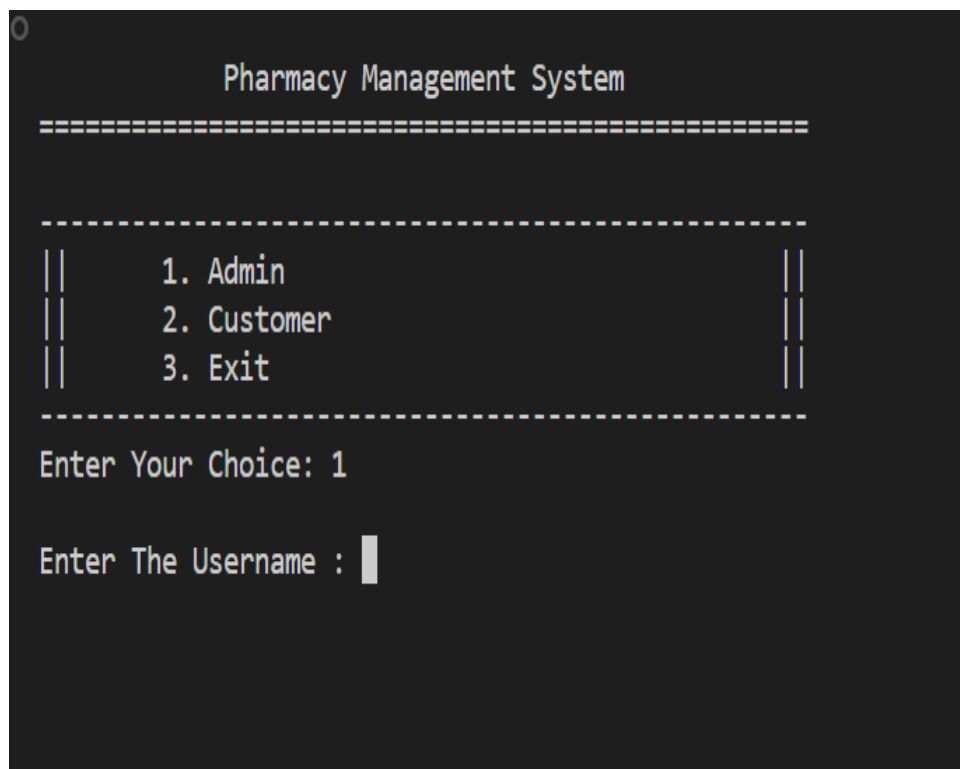 Pharmacy Management System
==================================================
--------------------------------------------------
||      1. Admin                                ||
||      2. Customer                             ||
||      3. Exit                                 ||
--------------------------------------------------
Enter Your Choice: 1
Enter The Username :